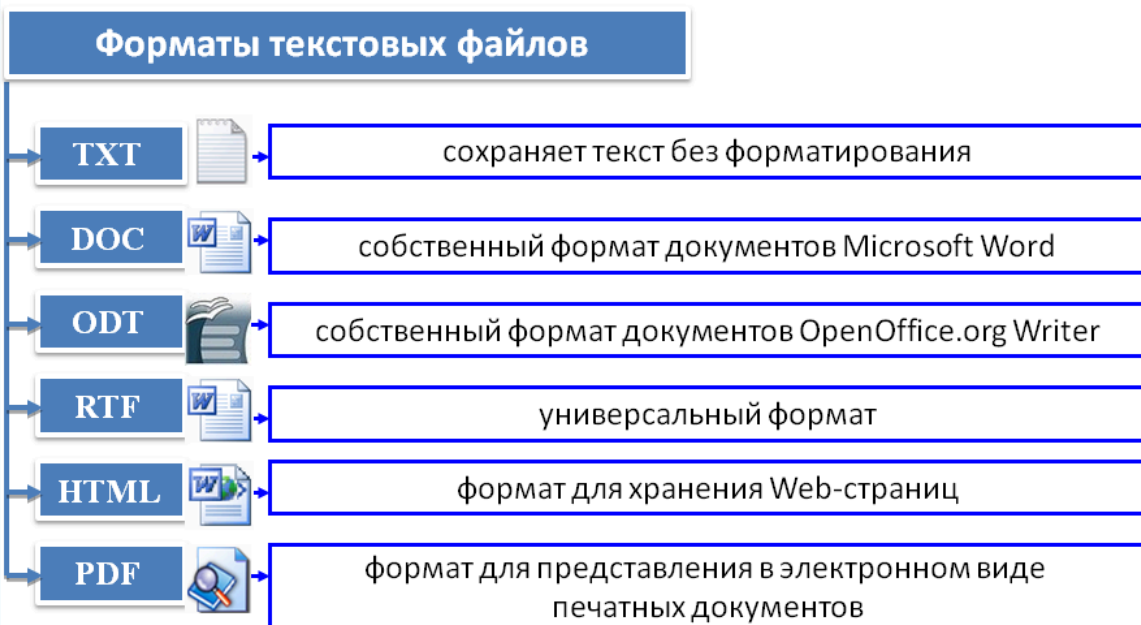 Форматы текстовых файлов
TXT
сохраняет текст без форматирования
DOC
собственный формат документов Microsoft Word
ODT
собственный формат документов OpenOffice.org Writer
RTF
универсальный формат
HTML
формат для хранения Web-страниц
PDF
формат для представления в электронном виде
печатных документов